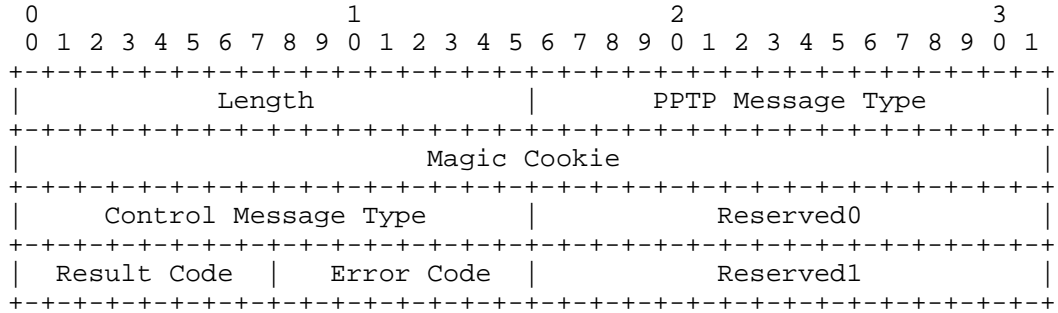 0                   1                   2                   3
 0 1 2 3 4 5 6 7 8 9 0 1 2 3 4 5 6 7 8 9 0 1 2 3 4 5 6 7 8 9 0 1
+-+-+-+-+-+-+-+-+-+-+-+-+-+-+-+-+-+-+-+-+-+-+-+-+-+-+-+-+-+-+-+-+
|            Length             |       PPTP Message Type       |
+-+-+-+-+-+-+-+-+-+-+-+-+-+-+-+-+-+-+-+-+-+-+-+-+-+-+-+-+-+-+-+-+
|                         Magic Cookie                          |
+-+-+-+-+-+-+-+-+-+-+-+-+-+-+-+-+-+-+-+-+-+-+-+-+-+-+-+-+-+-+-+-+
|     Control Message Type      |           Reserved0           |
+-+-+-+-+-+-+-+-+-+-+-+-+-+-+-+-+-+-+-+-+-+-+-+-+-+-+-+-+-+-+-+-+
|  Result Code  |   Error Code  |           Reserved1           |
+-+-+-+-+-+-+-+-+-+-+-+-+-+-+-+-+-+-+-+-+-+-+-+-+-+-+-+-+-+-+-+-+